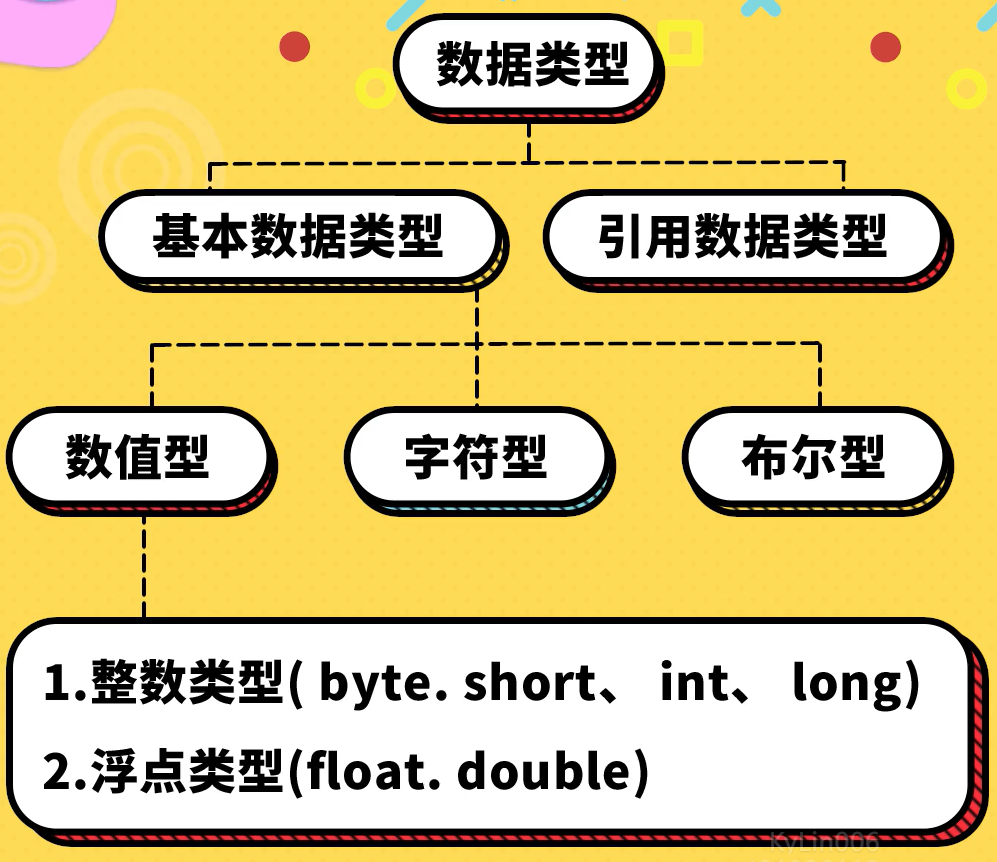 数据类型
基本数据类型
引用数据类型
数值型
字符型
布尔型
1.整数类型( byte. short、 int、 long)
2.浮点类型(float. double)
KyLin006